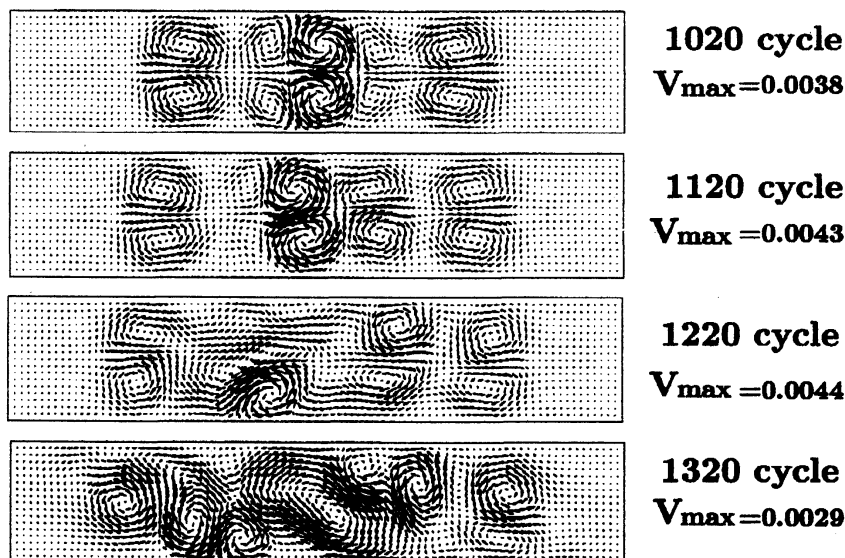 1020 cycle
Vmax=0.0038
1120 cycle
Vmax=0.0043
1220 cycle
Vmax=0.0044
1320 cycle
Vmax=0.0029